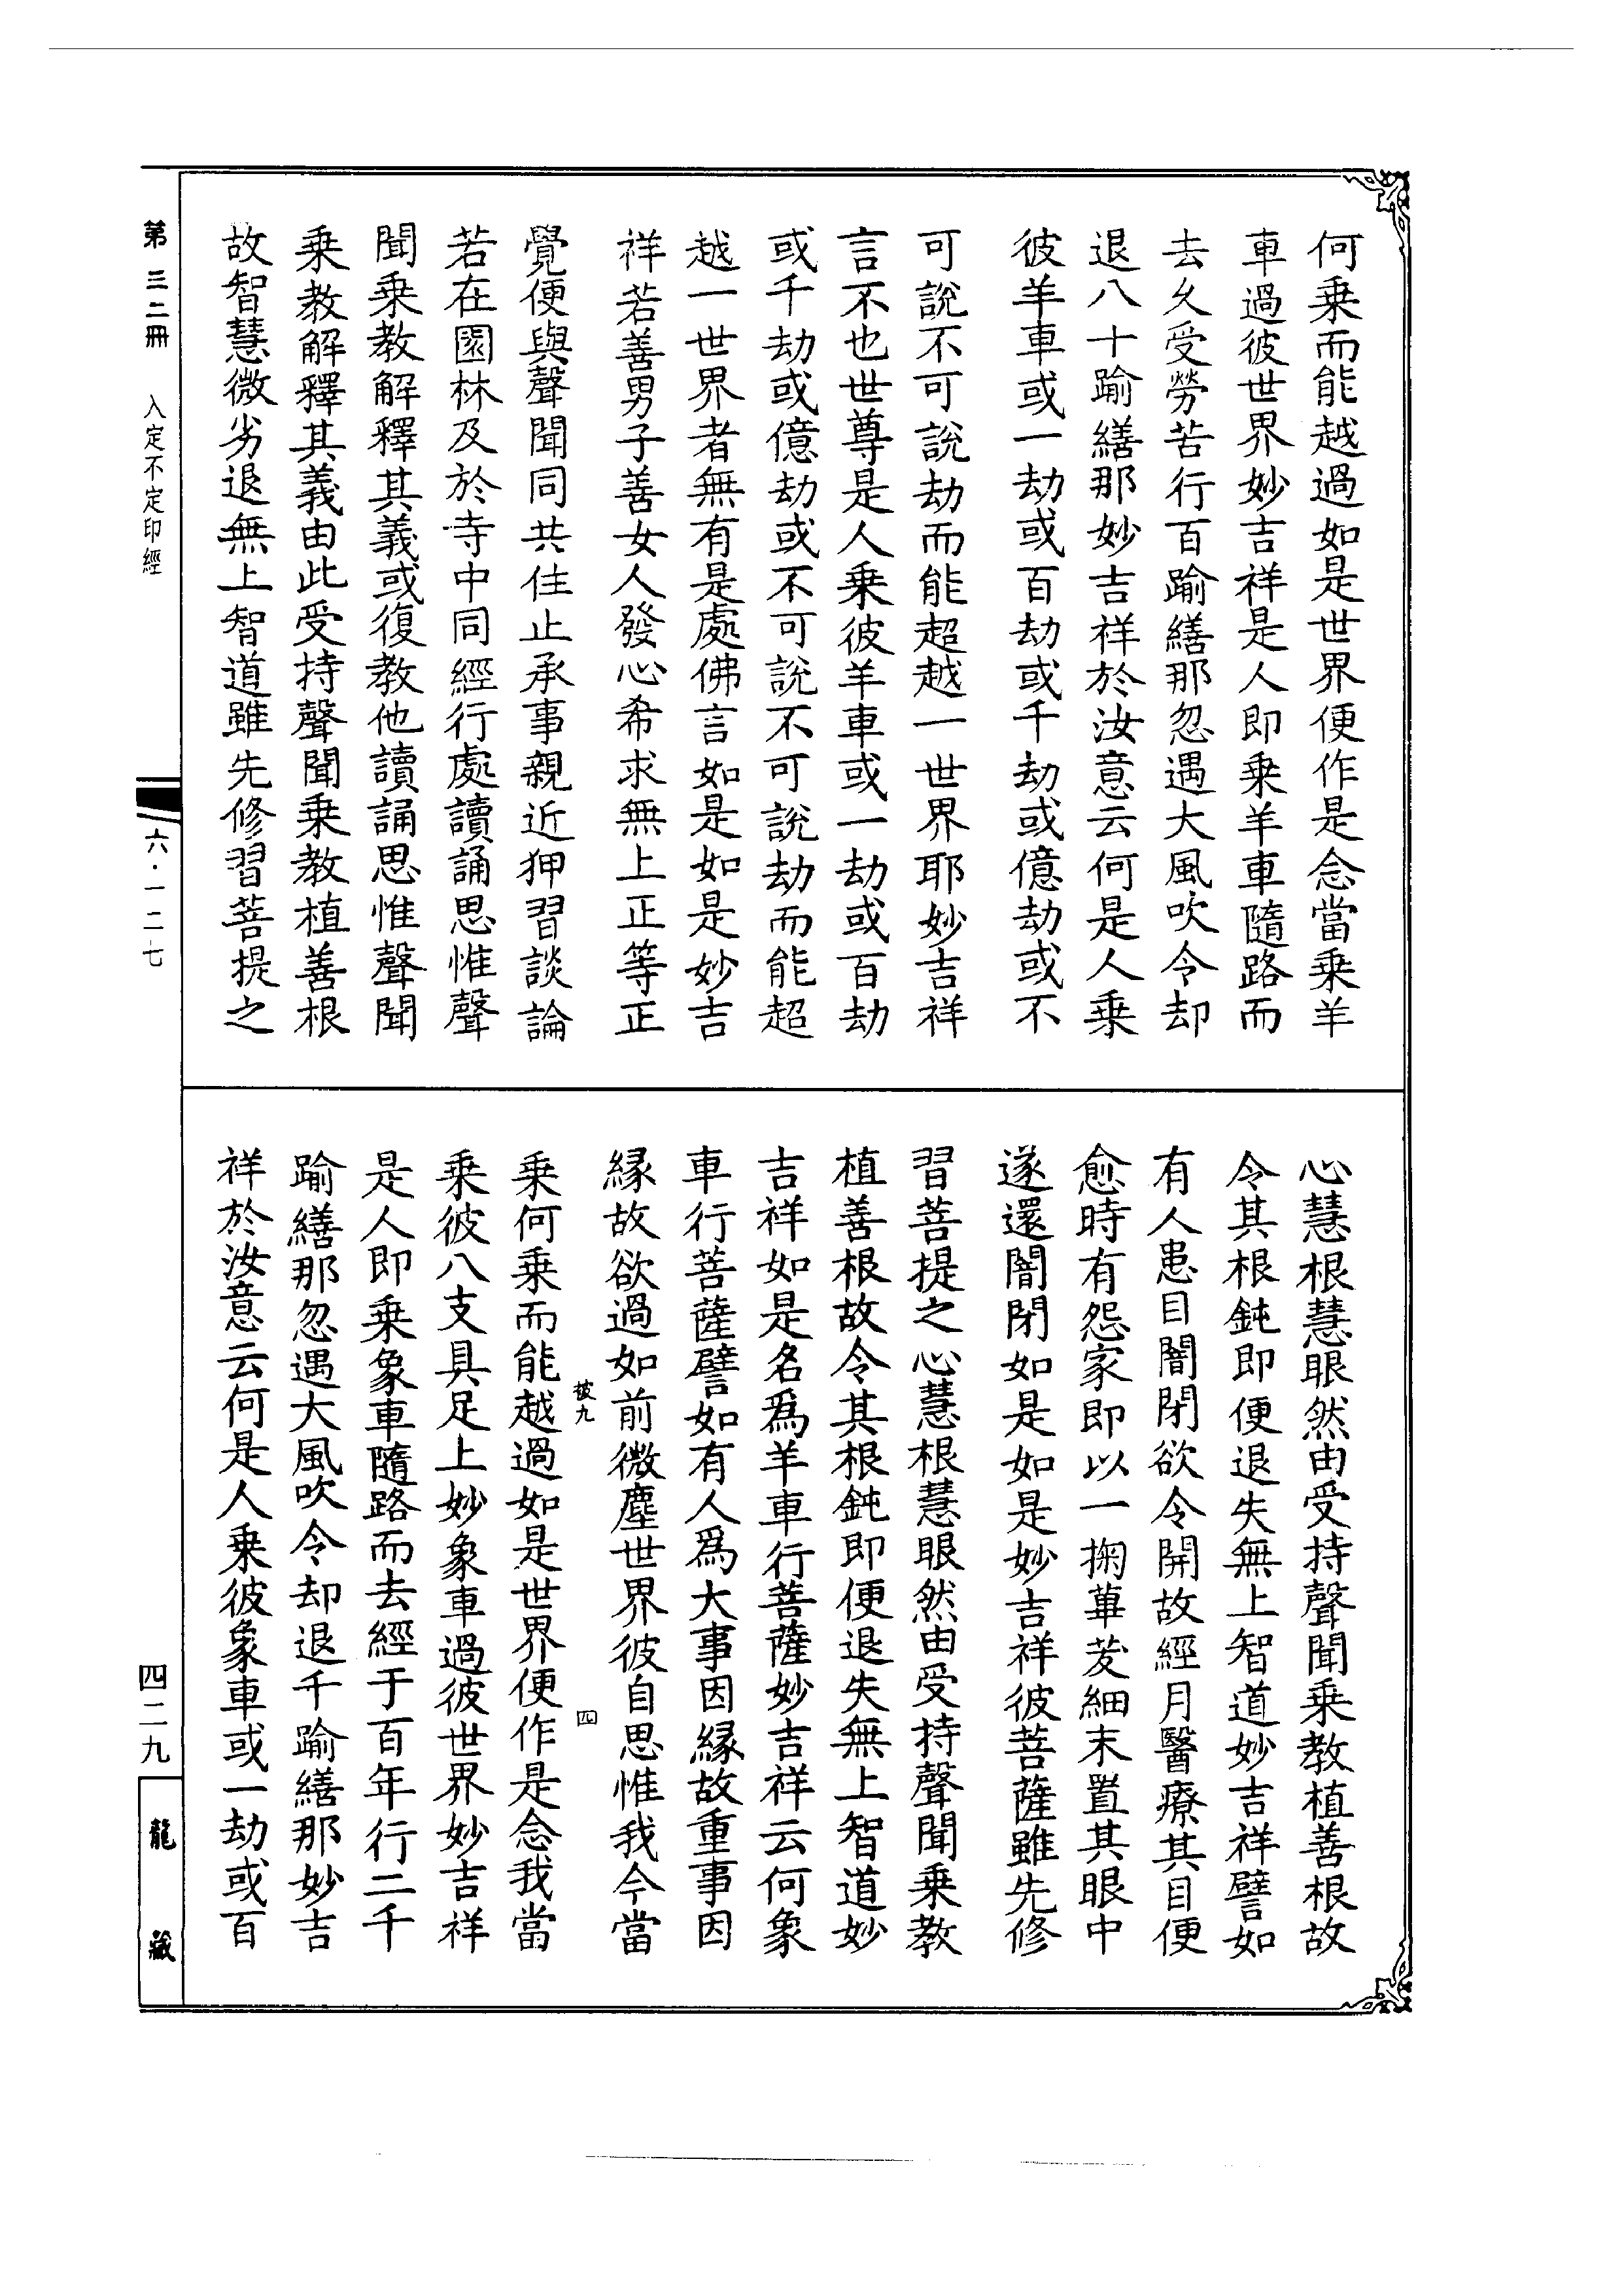 何乗而能越過如是世界便作是念當乗羊
車過彼世界妙吉祥是人即乗羊車隨路而
去久受勞苦行百踰繕那忽遇大風吹令却
退八十踰繕那妙吉祥於汝意云何是人乗
彼羊車或一劫或百劫或千劫或億劫或不
可說不可說劫而能超越一世界耶妙吉祥
言不也世尊是人乗彼羊車或一劫或百劫
或千劫或億劫或不可說不可說劫而能超
越一世界者無有是處佛言如是如是妙吉
祥若善男子善女人發心希求無上正等正
覺便與聲聞同共住止承事親近狎習談論
若在園林及於寺中同經行處讀誦思惟聲
聞乗教解釋其義或復教他讀誦思惟聲聞
乗教解釋其義由此受持聲聞乗教植善根
故智慧微劣退無上智道雖先修習菩提之
心慧根慧眼然由受持聲聞乗教植善根故
令其根鈍即便退失無上智道妙吉祥譬如
有人患目闇閉欲令開故經月醫療其目便
愈時有怨家即以一掬蓽茇細末置其眼中
遂還闇閉如是如是妙吉祥彼菩薩雖先修
習菩提之心慧根慧眼然由受持聲聞乗教
植善根故令其根鈍即便退失無上智道妙
吉祥如是名爲羊車行菩薩妙吉祥云何象
車行菩薩譬如有人爲大事因縁故重事因
縁故欲過如前微塵世界彼自思惟我今當
被九 四
乗何乗而能越過如是世界便作是念我當
乗彼八支具足上妙象車過彼世界妙吉祥
是人即乗象車隨路而去經于百年行二千
踰繕那忽遇大風吹令却退千踰繕那妙吉
祥於汝意云何是人乗彼象車或一劫或百
第三二冊 入定不定印經
六·一二七
四二九
龍藏